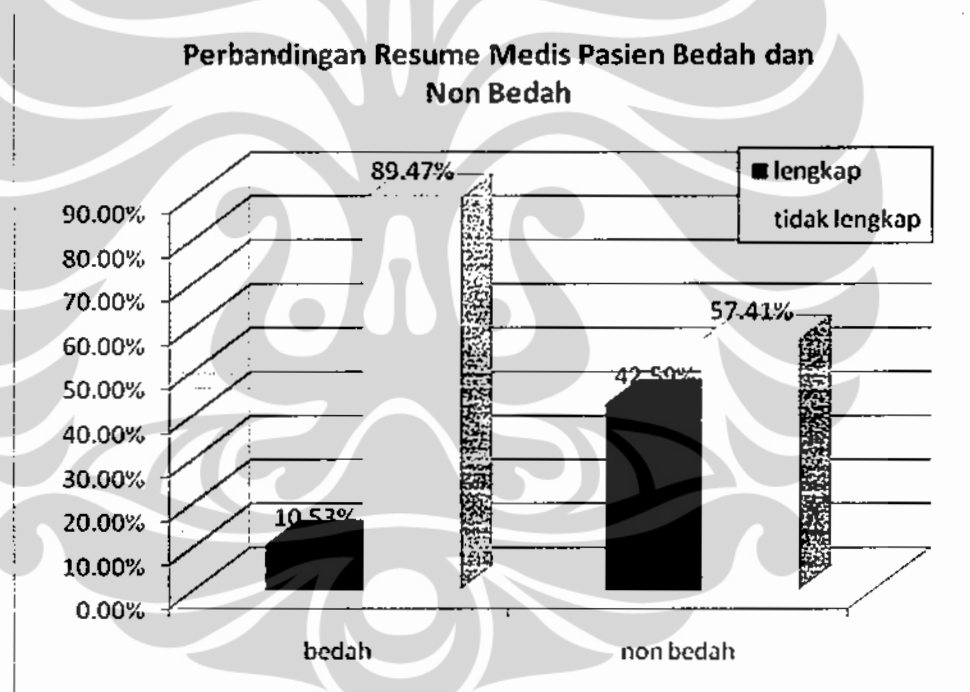 Perbandingan Resume Medis Pasien Bedah dan
Non Bedah
89.47%
lengkap
tidak lengkap
90.00%
80.00%
70.00%
60.00%
50.00%
40.00%
30.00%
20.00%
10.00%
0.00%
57.41%
42.59%
10.53%
bedah
non bedah